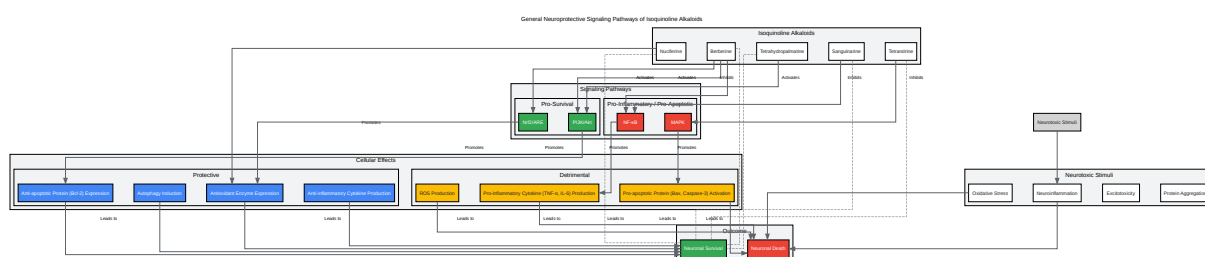 General Neuroprotective Signaling Pathways of Isoquinoline Alkaloids
Isoquinoline Alkaloids
Nuciferine
Berberine
Tetrahydropalmatine
Sanguinarine
Tetrandrine
Activates
Activates
Inhibits
Activates
Inhibits
Inhibits
Signaling Pathways
Pro-Survival
Pro-Inflammatory / Pro-Apoptotic
Nrf2/ARE
PI3K/Akt
NF-κB
MAPK
Neurotoxic Stimuli
Promotes
Promotes
Promotes
Promotes
Promotes
Cellular Effects
Protective
Detrimental
Neurotoxic Stimuli
Anti-apoptotic Protein (Bcl-2) Expression
Autophagy Induction
Antioxidant Enzyme Expression
Anti-inflammatory Cytokine Production
ROS Production
Pro-inflammatory Cytokine (TNF-α, IL-6) Production
Pro-apoptotic Protein (Bax, Caspase-3) Activation
Oxidative Stress
Neuroinflammation
Excitotoxicity
Protein Aggregation
Leads to
Leads to
Leads to
Leads to
Leads to
Leads to
Leads to
Outcome
Neuronal Survival
Neuronal Death